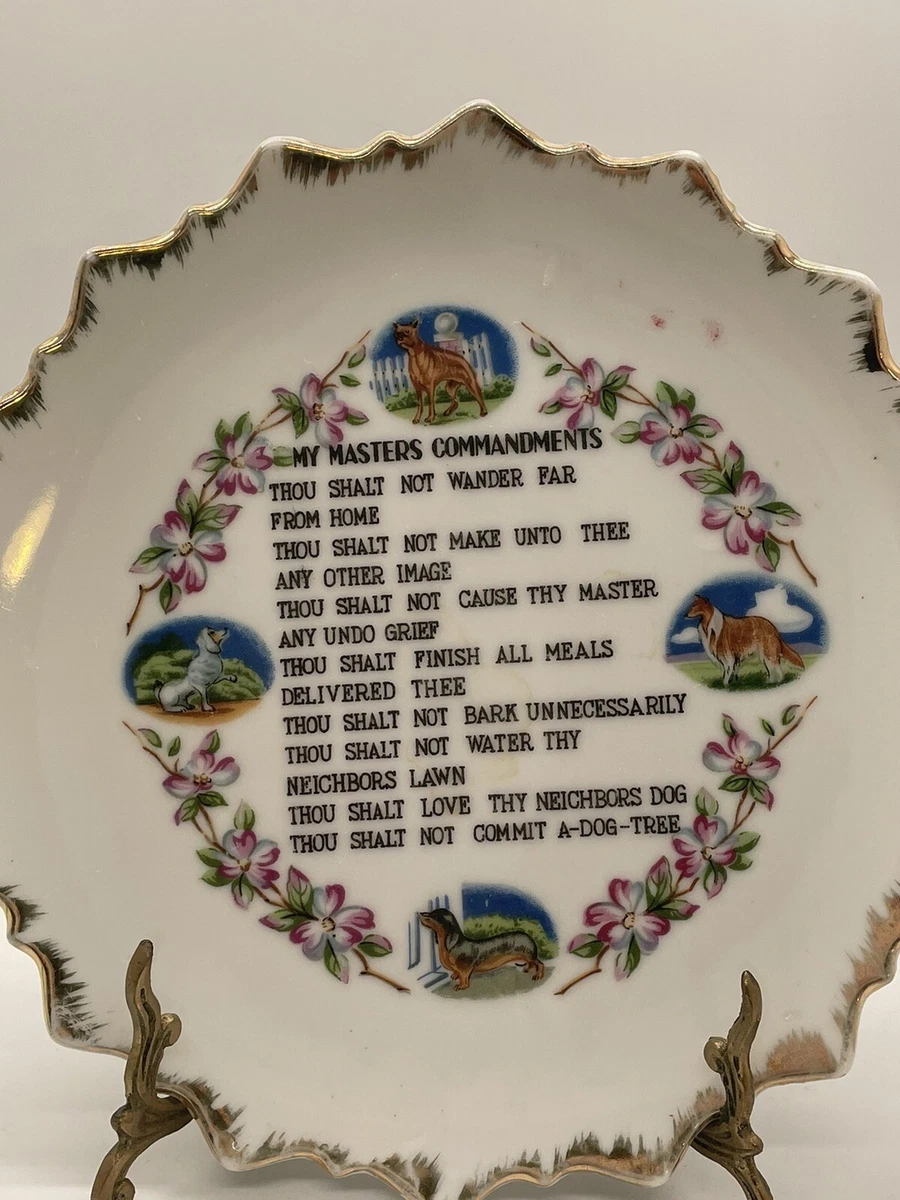 MY MASTERS COMMANDMENTS
THOU SHALT NOT WANDER FAR
FROM HOME
THOU SHALT NOT MAKE UNTO THEE
ANY OTHER IMAGE
THOU SHALT NOT CAUSE THY MASTER
ANY UNDO GRIEF
THOU SHALT FINISH ALL MEALS
DELIVERED THEE
THOU SHALT NOT BARK UNNECESSARILY
THOU SHALT NOT WATER THY
NEICHBORS LAWN
THOU SHALT LOVE THY NEICHBORS DOG
THOU SHALT NOT COMMIT A-DOG-TREE